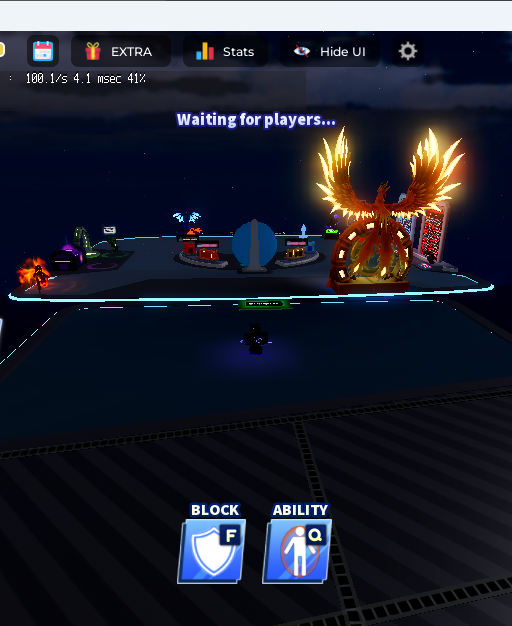 EXTRA
Stats
Hide UI
: 100.1/s 4.1 msec 41%
Waiting for players...
BLOCK
ABILITY
F
Q